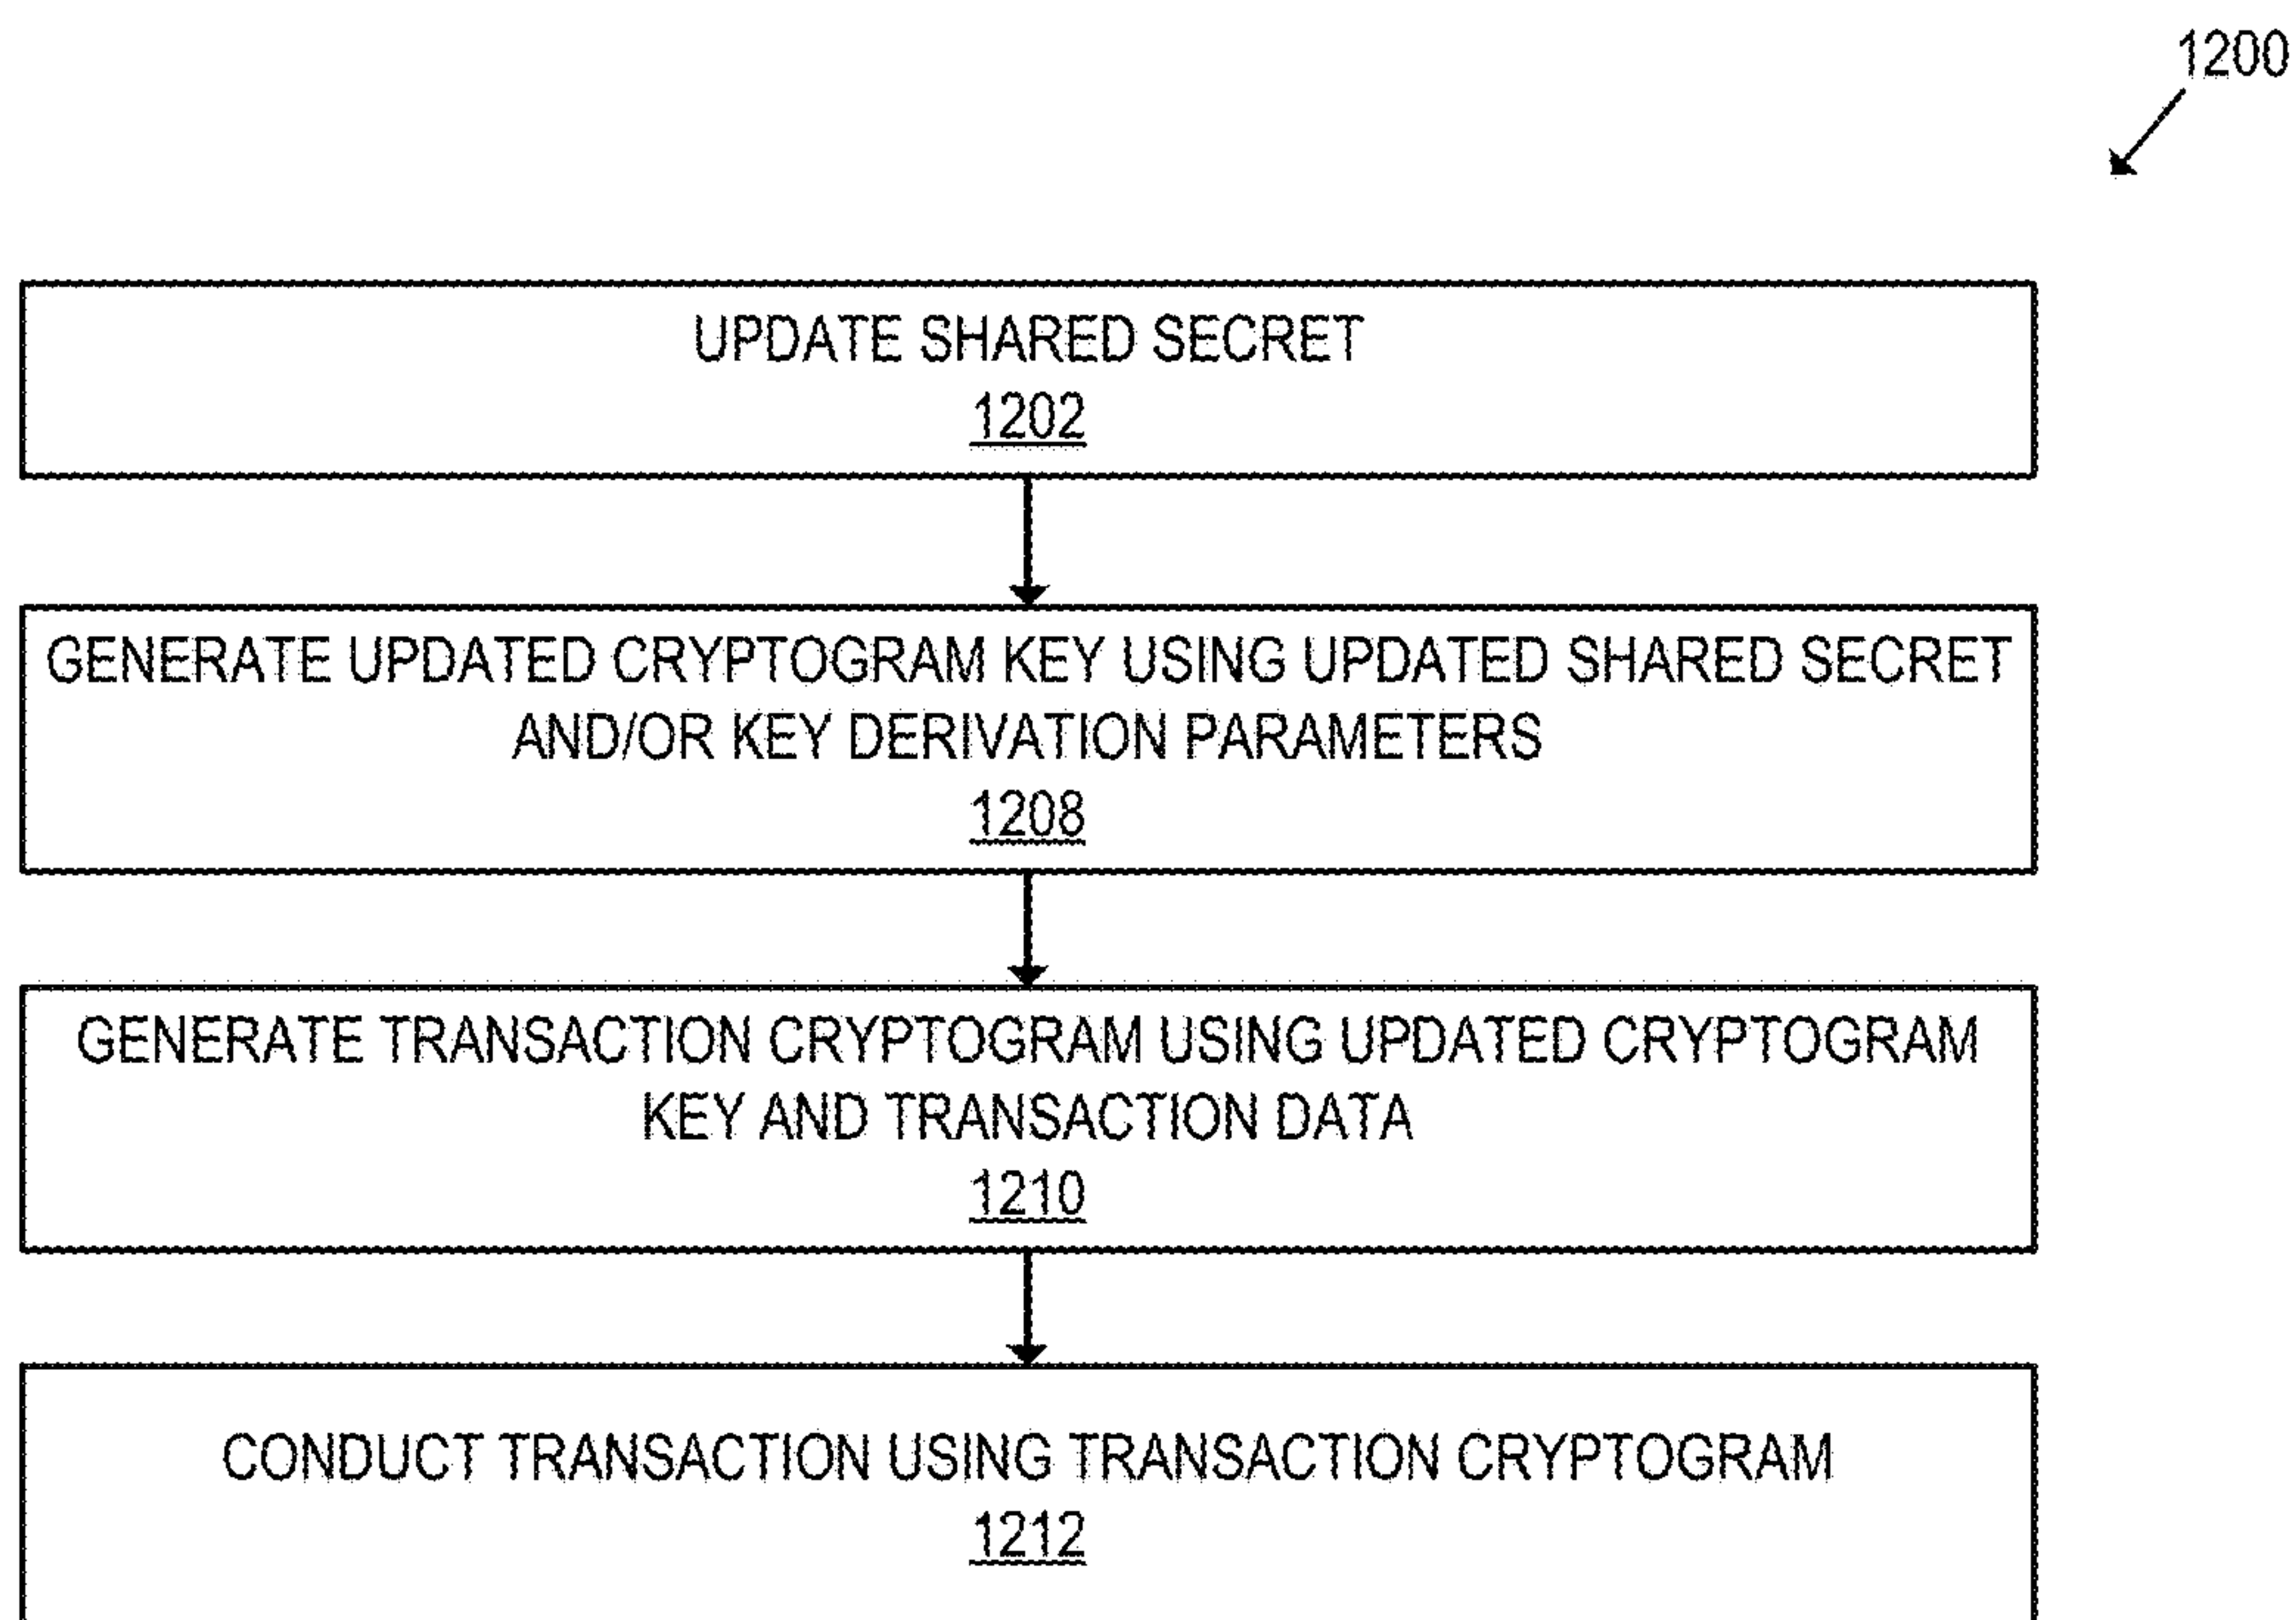 1200
UPDATE SHARED SECRET
1202
GENERATE UPDATED CRYPTOGRAM KEY USING UPDATED SHARED SECRET
AND/OR KEY DERIVATION PARAMETERS
1208
GENERATE TRANSACTION CRYPTOGRAM USING UPDATED CRYPTOGRAM
KEY AND TRANSACTION DATA
1210
CONDUCT TRANSACTION USING TRANSACTION CRYPTOGRAM
1212